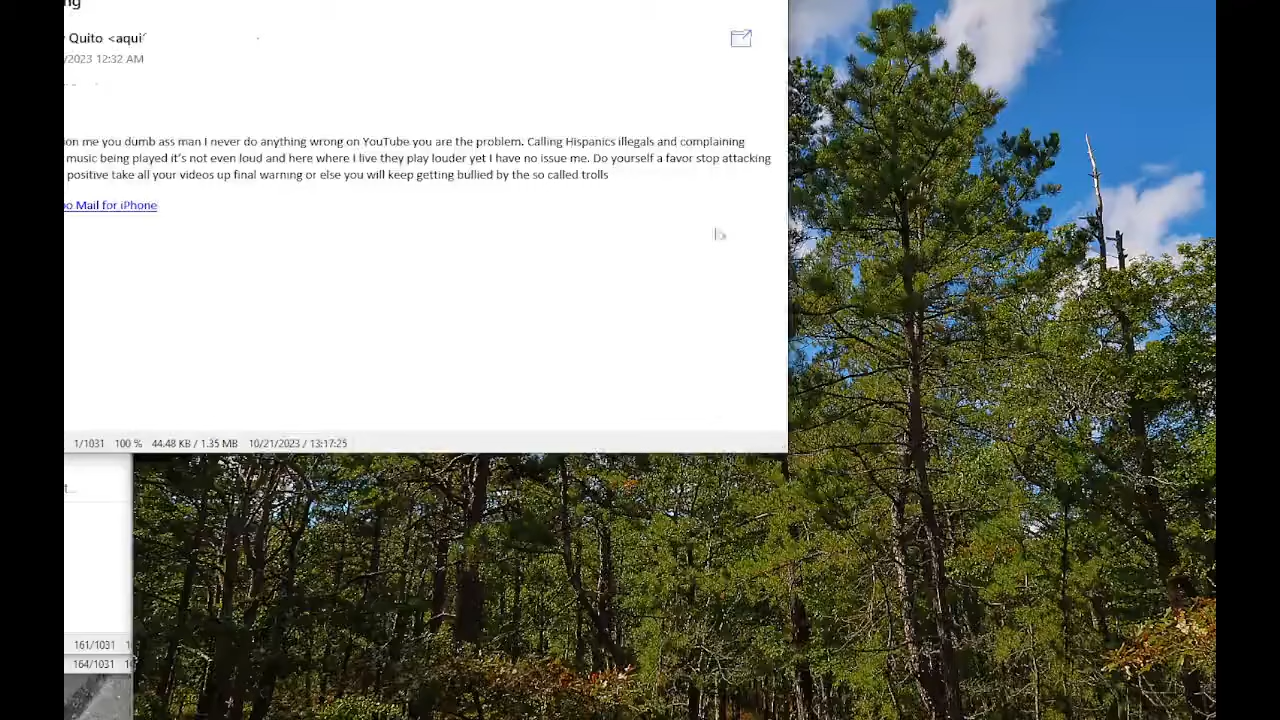 Quito <aqui
/2023 12:32 AM
on me you dumb ass man I never do anything wrong on YouTube you are the problem. Calling Hispanics illegals and complaining
music being played it's not even loud and here where I live they play louder yet I have no issue me. Do yourself a favor stop attacking
positive take all your videos up final warning or else you will keep getting bullied by the so called trolls
Mail for iPhone
1/1031 100 % 44.48 KB / 1.35 MB 10/21/2023 / 13:17:25
161/1031
164/1031